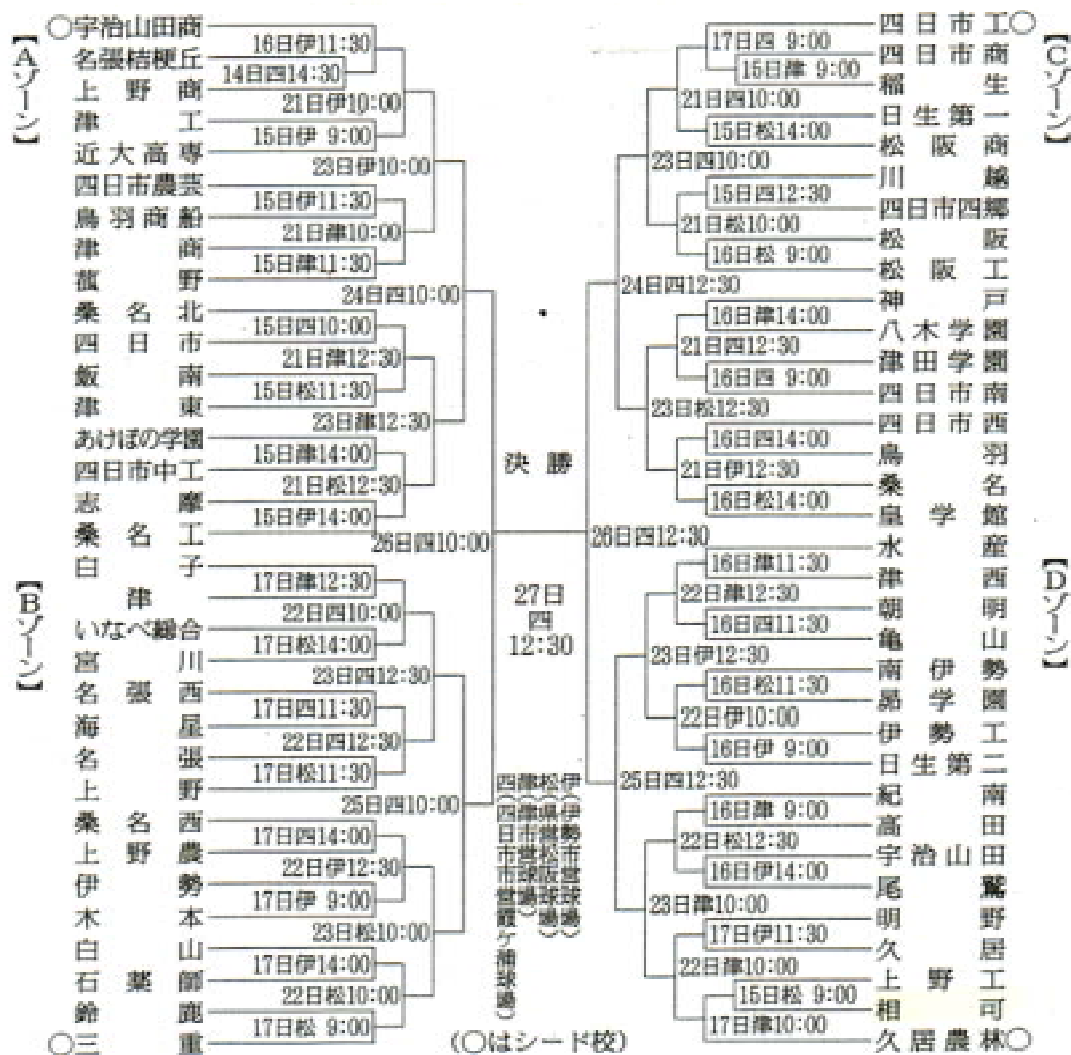 【Aゾーン】
○宇治山田商
16日伊11:30
名張桔梗丘
14日四14:30
上野商
21日伊10:00
津工
15日伊 9:00
近大高専
23日伊10:00
四日市農芸
15日伊11:30
鳥羽商船
21日津10:00
津商
15日津11:30
菰野
24日四10:00
桑名北
15日四10:00
四日市
21日津12:30
飯南
15日松11:30
津東
23日津12:30
あけぼの学園
15日津14:00
四日市中工
21日松12:30
志摩
15日伊14:00
桑名工
26日四10:00
【Bゾーン】
白子
17日津12:30
津
22日四10:00
いなべ総合
17日松14:00
宮川
23日四12:30
名張西
17日四11:30
海星
22日四12:30
名張
17日松11:30
上野
25日四10:00
桑名西
17日四14:00
上野農
22日伊12:30
伊勢
17日伊 9:00
木本
23日松10:00
白山
17日伊14:00
石薬師
22日松10:00
鈴鹿
17日松 9:00
○三重
決勝
27日
四
12:30
四(四日市市営霞ケ浦球場)
津(津市営球場)
松(県営松阪球場)
伊(伊勢市営球場)
(○はシード校)
【Cゾーン】
四日市工○
17日四 9:00
四日市商
15日津 9:00
稲生
21日四10:00
日生第一
15日松14:00
松阪商
23日四10:00
川越
15日四12:30
四日市四郷
21日松10:00
松阪
16日松 9:00
松阪工
24日四12:30
神戸
16日津14:00
八木学園
21日四12:30
津田学園
16日四 9:00
四日市南
23日松12:30
四日市西
16日四14:00
鳥羽
21日伊12:30
桑名
16日松14:00
皇学館
26日四12:30
【Dゾーン】
水産
16日津11:30
津西
22日津12:30
朝明
16日四11:30
亀山
23日伊12:30
南伊勢
16日松11:30
昴学園
22日伊10:00
伊勢工
16日伊 9:00
日生第二
25日四12:30
紀南
16日津 9:00
高田
22日松12:30
宇治山田
16日伊14:00
尾鷲
23日津10:00
明野
17日伊11:30
久居
22日津10:00
上野工
15日松 9:00
相可
17日津10:00
久居農林○